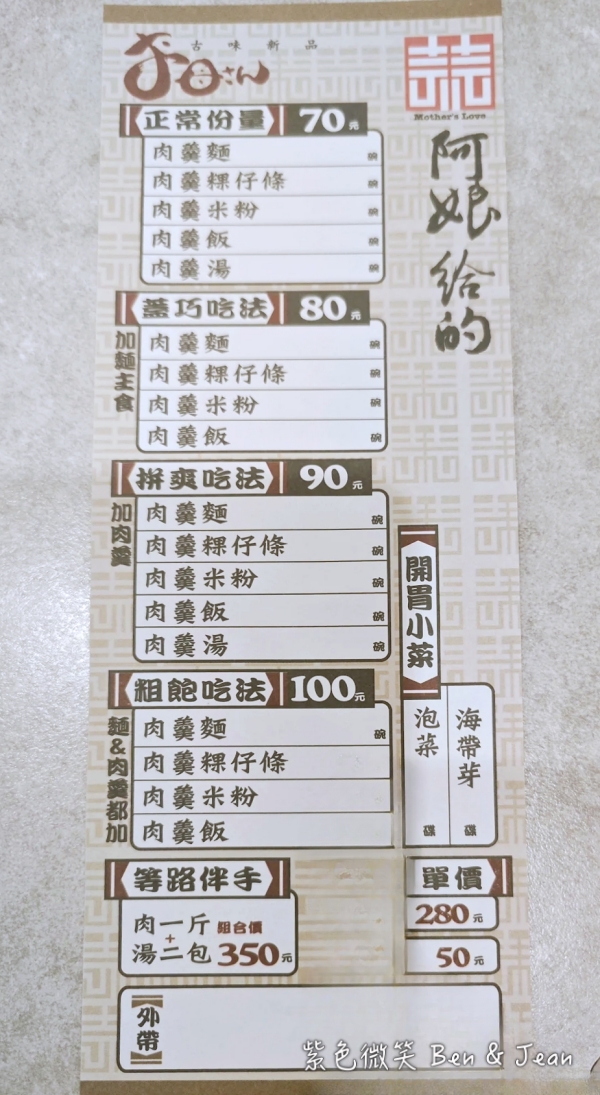 古味新品
お母さん
囍
Mother's Love
阿娘給的
正常份量 70元
肉羹麵 碗
肉羹粿仔條 碗
肉羹米粉 碗
肉羹飯 碗
肉羹湯 碗
蓋巧吃法 80元
加麵主食
肉羹麵 碗
肉羹粿仔條 碗
肉羹米粉 碗
肉羹飯 碗
拼爽吃法 90元
加肉羹
肉羹麵 碗
肉羹粿仔條 碗
肉羹米粉 碗
肉羹飯 碗
肉羹湯 碗
粗飽吃法 100元
麵&肉羹都加
肉羹麵 碗
肉羹粿仔條
肉羹米粉
肉羹飯
開胃小菜
海帶芽 碟
泡菜 碟
等路伴手
肉一斤 組合價
+
湯二包 350元
單價
280元
50元
外帶
紫色微笑 Ben & Jean